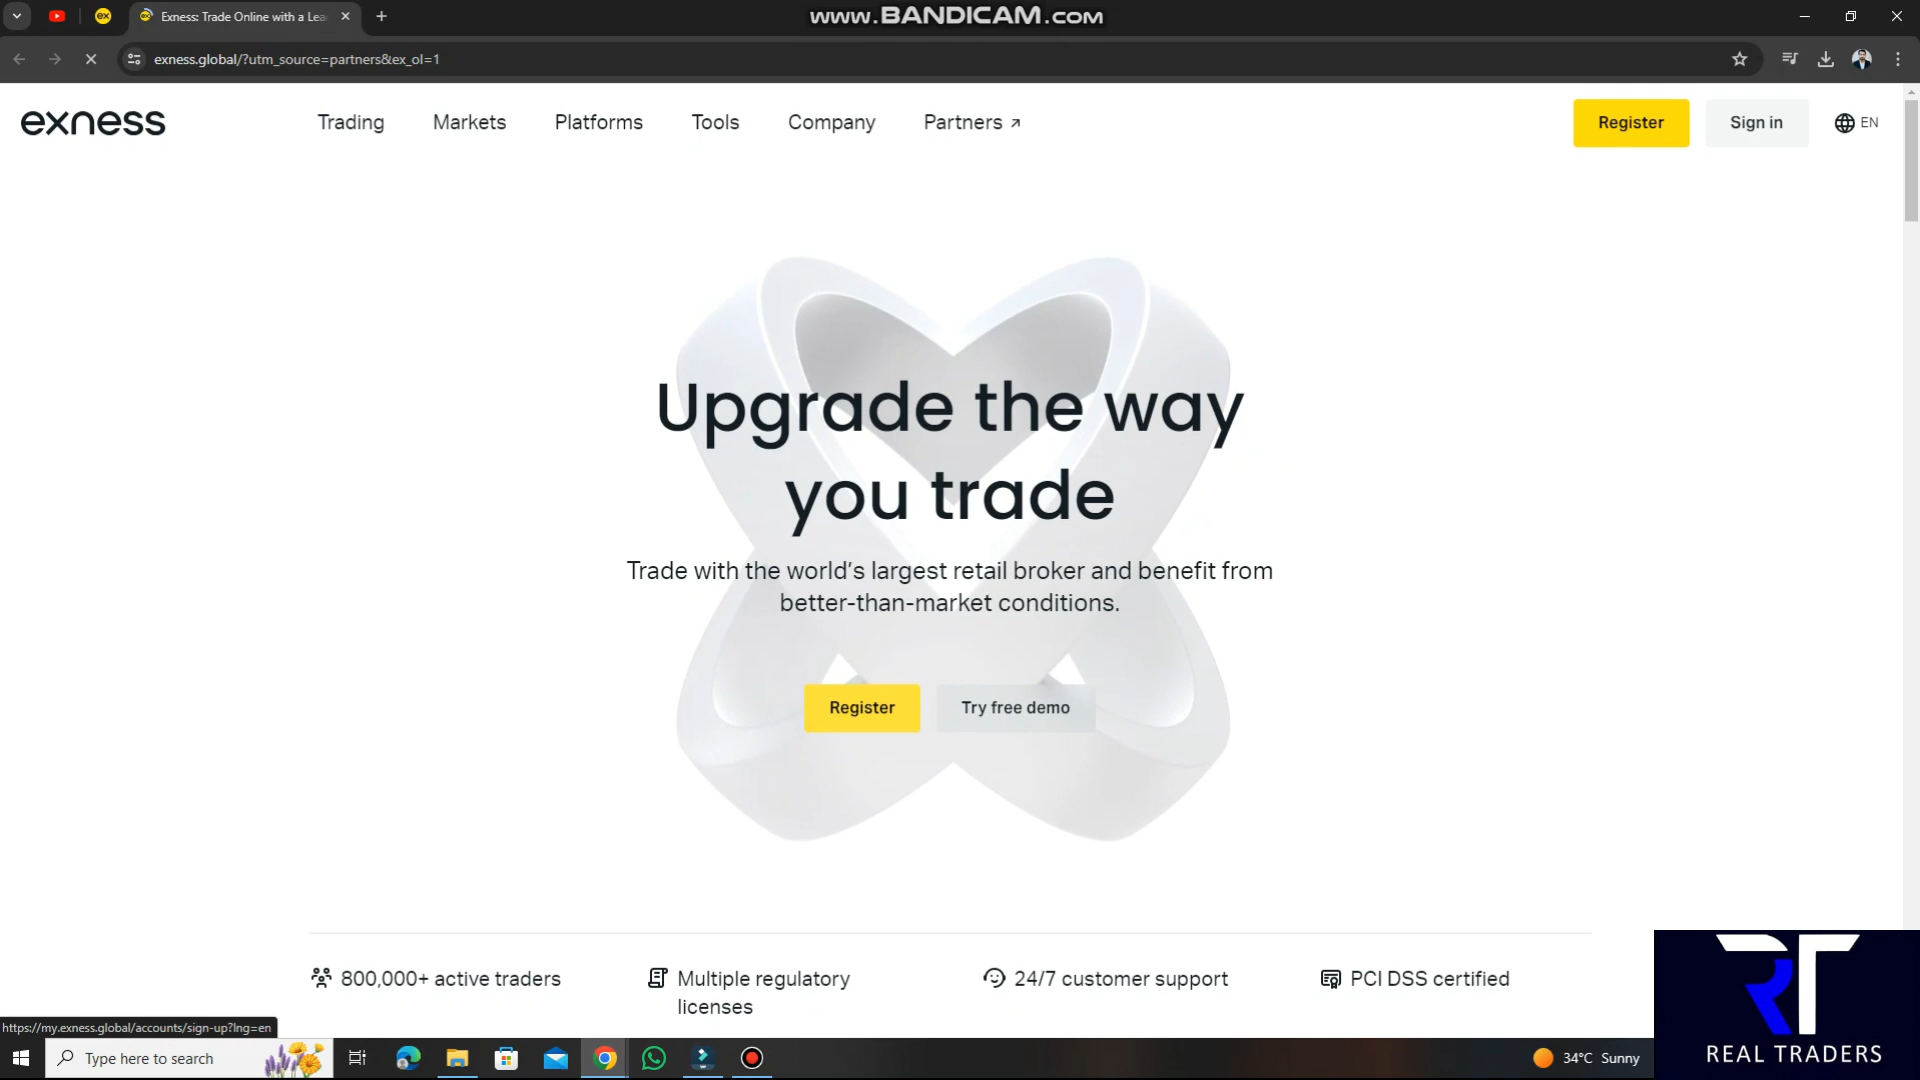 www.BANDICAM.com
Exness: Trade Online with a Lea
exness.global/?utm_source=partners&ex_ol=1
exness
Trading
Markets
Platforms
Tools
Company
Partners ↗
Register
Sign in
EN
Upgrade the way
you trade
Trade with the world’s largest retail broker and benefit from
better-than-market conditions.
Register
Try free demo
800,000+ active traders
Multiple regulatory
licenses
24/7 customer support
PCI DSS certified
https://my.exness.global/accounts/sign-up?lng=en
Type here to search
34°C Sunny
RT
REAL TRADERS